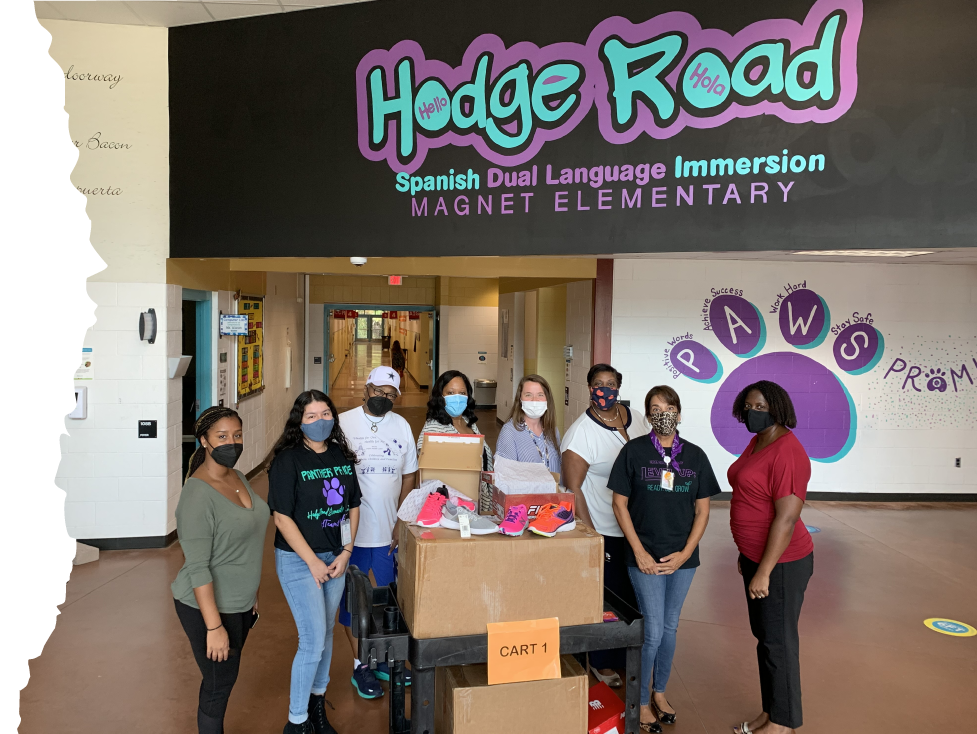 Hodge Road
Hello
Hola
Spanish Dual Language Immersion
MAGNET ELEMENTARY
doorway
Bacon
puerta
Positive Words
Achieve Success
Work Hard
Stay Safe
P A W S
PROM
PANTHER PRIDE
CART 1